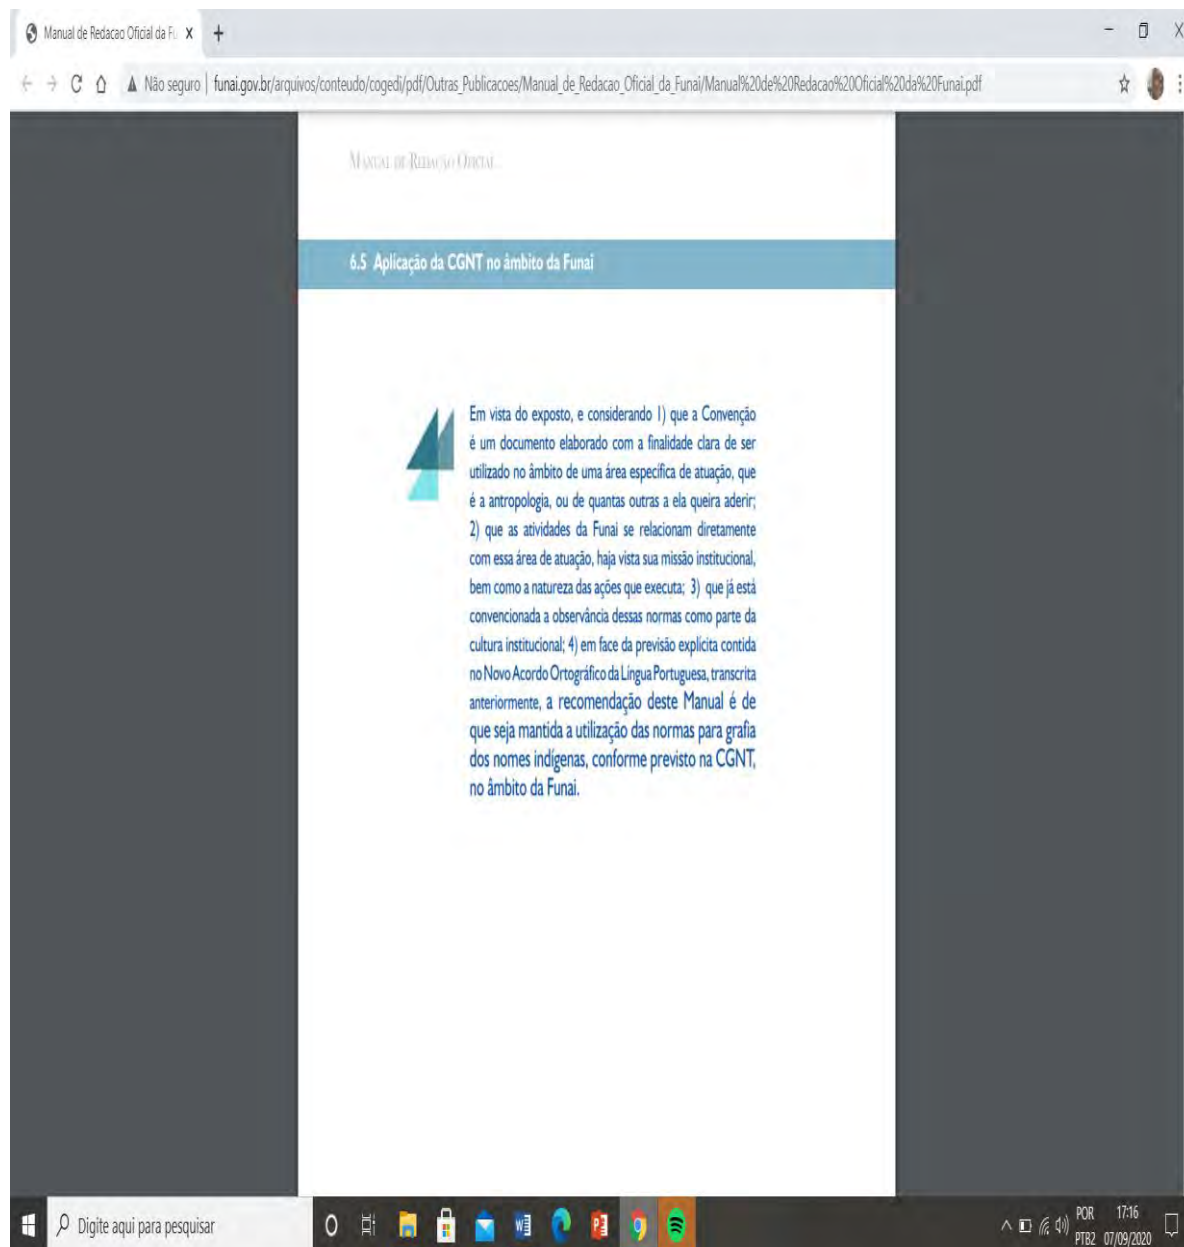 Manual de Redacao Oficial da Fu
Não seguro | funai.gov.br/arquivos/conteudo/cogedi/pdf/Outras_Publicacoes/Manual_de_Redacao_Oficial_da_Funai/Manual%20de%20Redacao%20Oficial%20da%20Funai.pdf
MANUAL DE REDAÇÃO OFICIAL
6.5 Aplicação da CGNT no âmbito da Funai
Em vista do exposto, e considerando 1) que a Convenção
é um documento elaborado com a finalidade clara de ser
utilizado no âmbito de uma área específica de atuação, que
é a antropologia, ou de quantas outras a ela queira aderir;
2) que as atividades da Funai se relacionam diretamente
com essa área de atuação, haja vista sua missão institucional,
bem como a natureza das ações que executa; 3) que já está
convencionada a observância dessas normas como parte da
cultura institucional; 4) em face da previsão explícita contida
no Novo Acordo Ortográfico da Língua Portuguesa, transcrita
anteriormente, a recomendação deste Manual é de
que seja mantida a utilização das normas para grafia
dos nomes indígenas, conforme previsto na CGNT,
no âmbito da Funai.
Digite aqui para pesquisar
POR 17:16
PTB2 07/09/2020